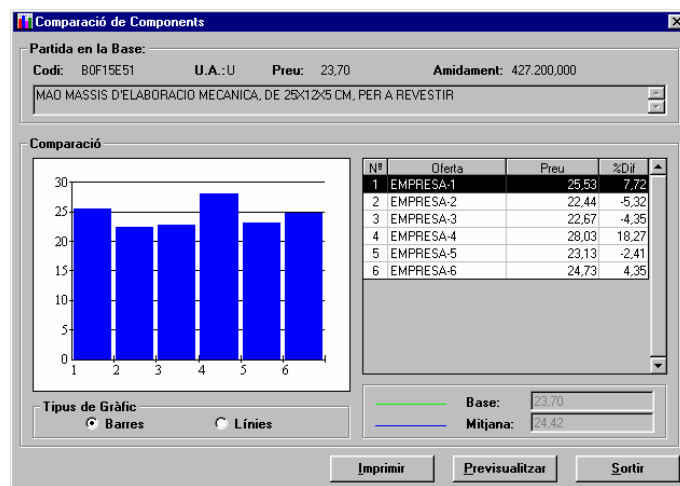 Comparació de Components
Partida en la Base:
Codi: B0F15E51 U.A.:U Preu: 23,70 Amidament: 427.200,000
MAO MASSIS D'ELABORACIO MECANICA, DE 25X12X5 CM, PER A REVESTIR
Comparació
30
25
20
15
10
5
0
1 2 3 4 5 6
Nº Oferta Preu %Dif
1 EMPRESA-1 25,53 7,72
2 EMPRESA-2 22,44 -5,32
3 EMPRESA-3 22,67 -4,35
4 EMPRESA-4 28,03 18,27
5 EMPRESA-5 23,13 -2,41
6 EMPRESA-6 24,73 4,35
Tipus de Gràfic
Barres Línies
Base: 23,70
Mitjana: 24,42
Imprimir Previsualitzar Sortir